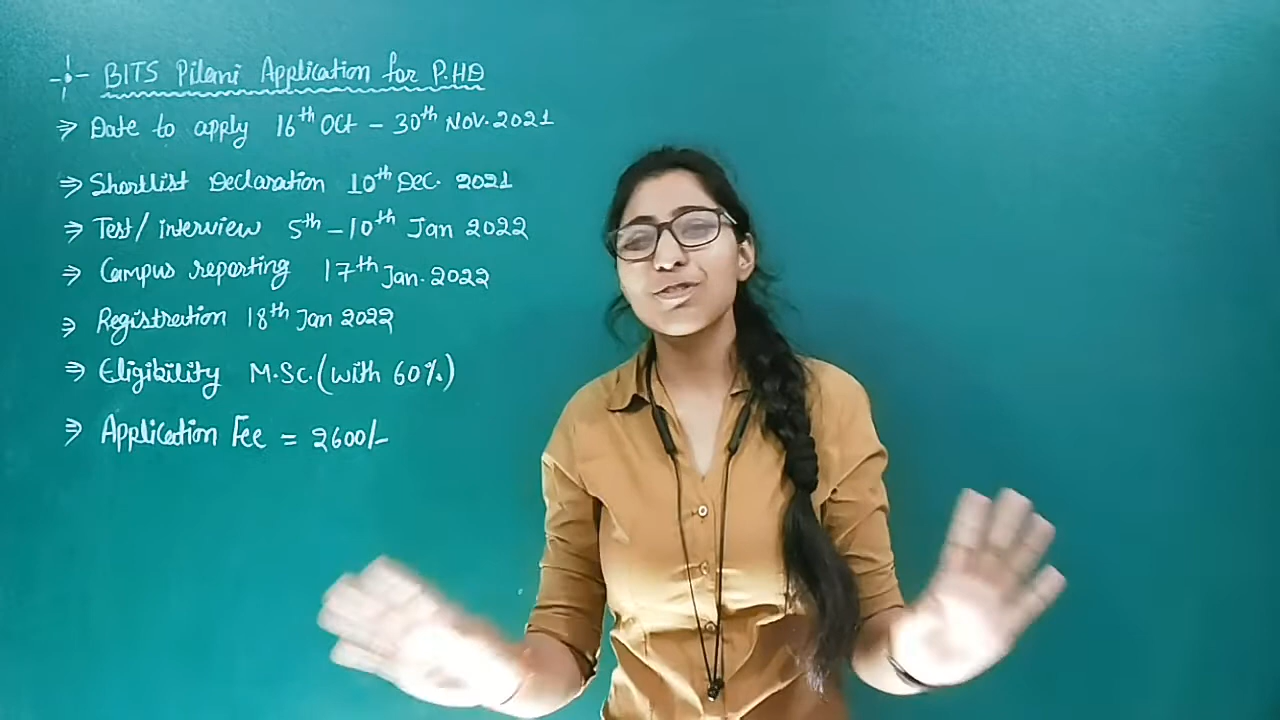 BITS Pilani Application for P.HD
⇒ Date to apply 16th Oct - 30th Nov. 2021
⇒ Shortlist Declaration 10th Dec. 2021
⇒ Test/interview 5th - 10th Jan 2022
⇒ Campus reporting 17th Jan. 2022
⇒ Registration 18th Jan 2022
⇒ Eligibility M.Sc. (with 60%)
⇒ Application Fee = 2600/-